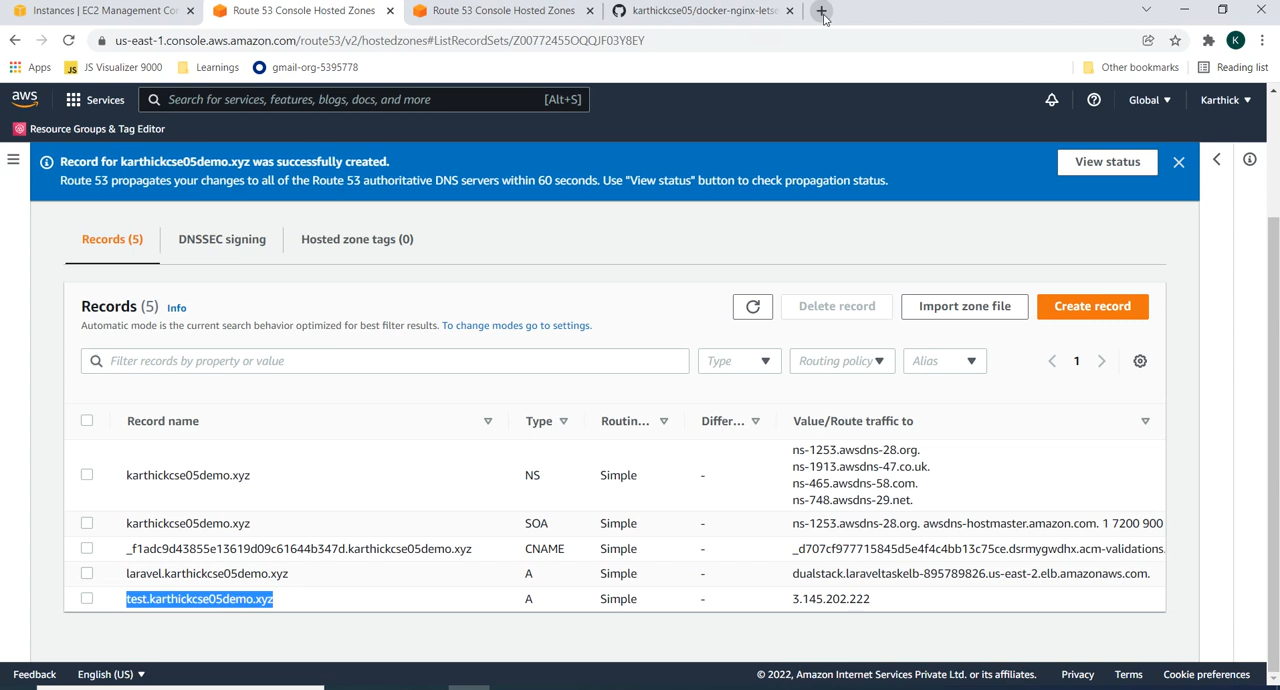 Instances | EC2 Management Co
Route 53 Console Hosted Zones
Route 53 Console Hosted Zones
karthickcse05/docker-nginx-letse
us-east-1.console.aws.amazon.com/route53/v2/hostedzones#ListRecordSets/Z00772455OQQJF03Y8EY
K
Apps
JS Visualizer 9000
Learnings
gmail-org-5395778
Other bookmarks
Reading list
aws
Services
Search for services, features, blogs, docs, and more
[Alt+S]
Global
Karthick
Resource Groups & Tag Editor
Record for karthickcse05demo.xyz was successfully created.
Route 53 propagates your changes to all of the Route 53 authoritative DNS servers within 60 seconds. Use "View status" button to check propagation status.
View status
Records (5)
DNSSEC signing
Hosted zone tags (0)
Records (5) Info
Automatic mode is the current search behavior optimized for best filter results. To change modes go to settings.
Delete record
Import zone file
Create record
Filter records by property or value
Type
Routing policy
Alias
1
Record name
Type
Routin...
Differ...
Value/Route traffic to
karthickcse05demo.xyz
NS
Simple
-
ns-1253.awsdns-28.org.
ns-1913.awsdns-47.co.uk.
ns-465.awsdns-58.com.
ns-748.awsdns-29.net.
karthickcse05demo.xyz
SOA
Simple
-
ns-1253.awsdns-28.org. awsdns-hostmaster.amazon.com. 1 7200 900
_f1adc9d43855e13619d09c61644b347d.karthickcse05demo.xyz
CNAME
Simple
-
_d707cf977715845d5e4f4c4bb13c75ce.dsrmygwdhx.acm-validations.
laravel.karthickcse05demo.xyz
A
Simple
-
dualstack.laraveltaskelb-895789826.us-east-2.elb.amazonaws.com.
test.karthickcse05demo.xyz
A
Simple
-
3.145.202.222
Feedback
English (US)
© 2022, Amazon Internet Services Private Ltd. or its affiliates.
Privacy
Terms
Cookie preferences